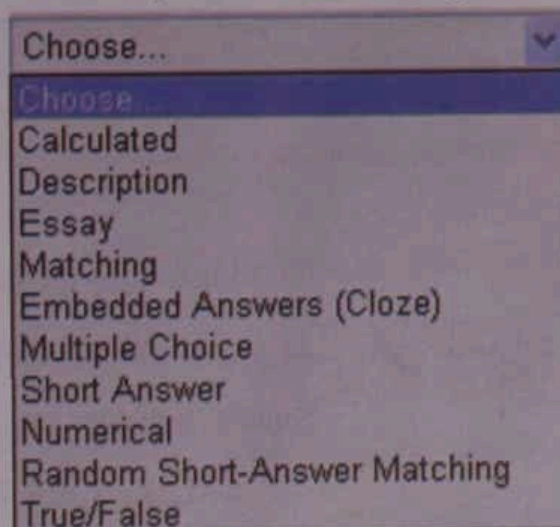 Choose...
Choose...
Calculated
Description
Essay
Matching
Embedded Answers (Cloze)
Multiple Choice
Short Answer
Numerical
Random Short-Answer Matching
True/False